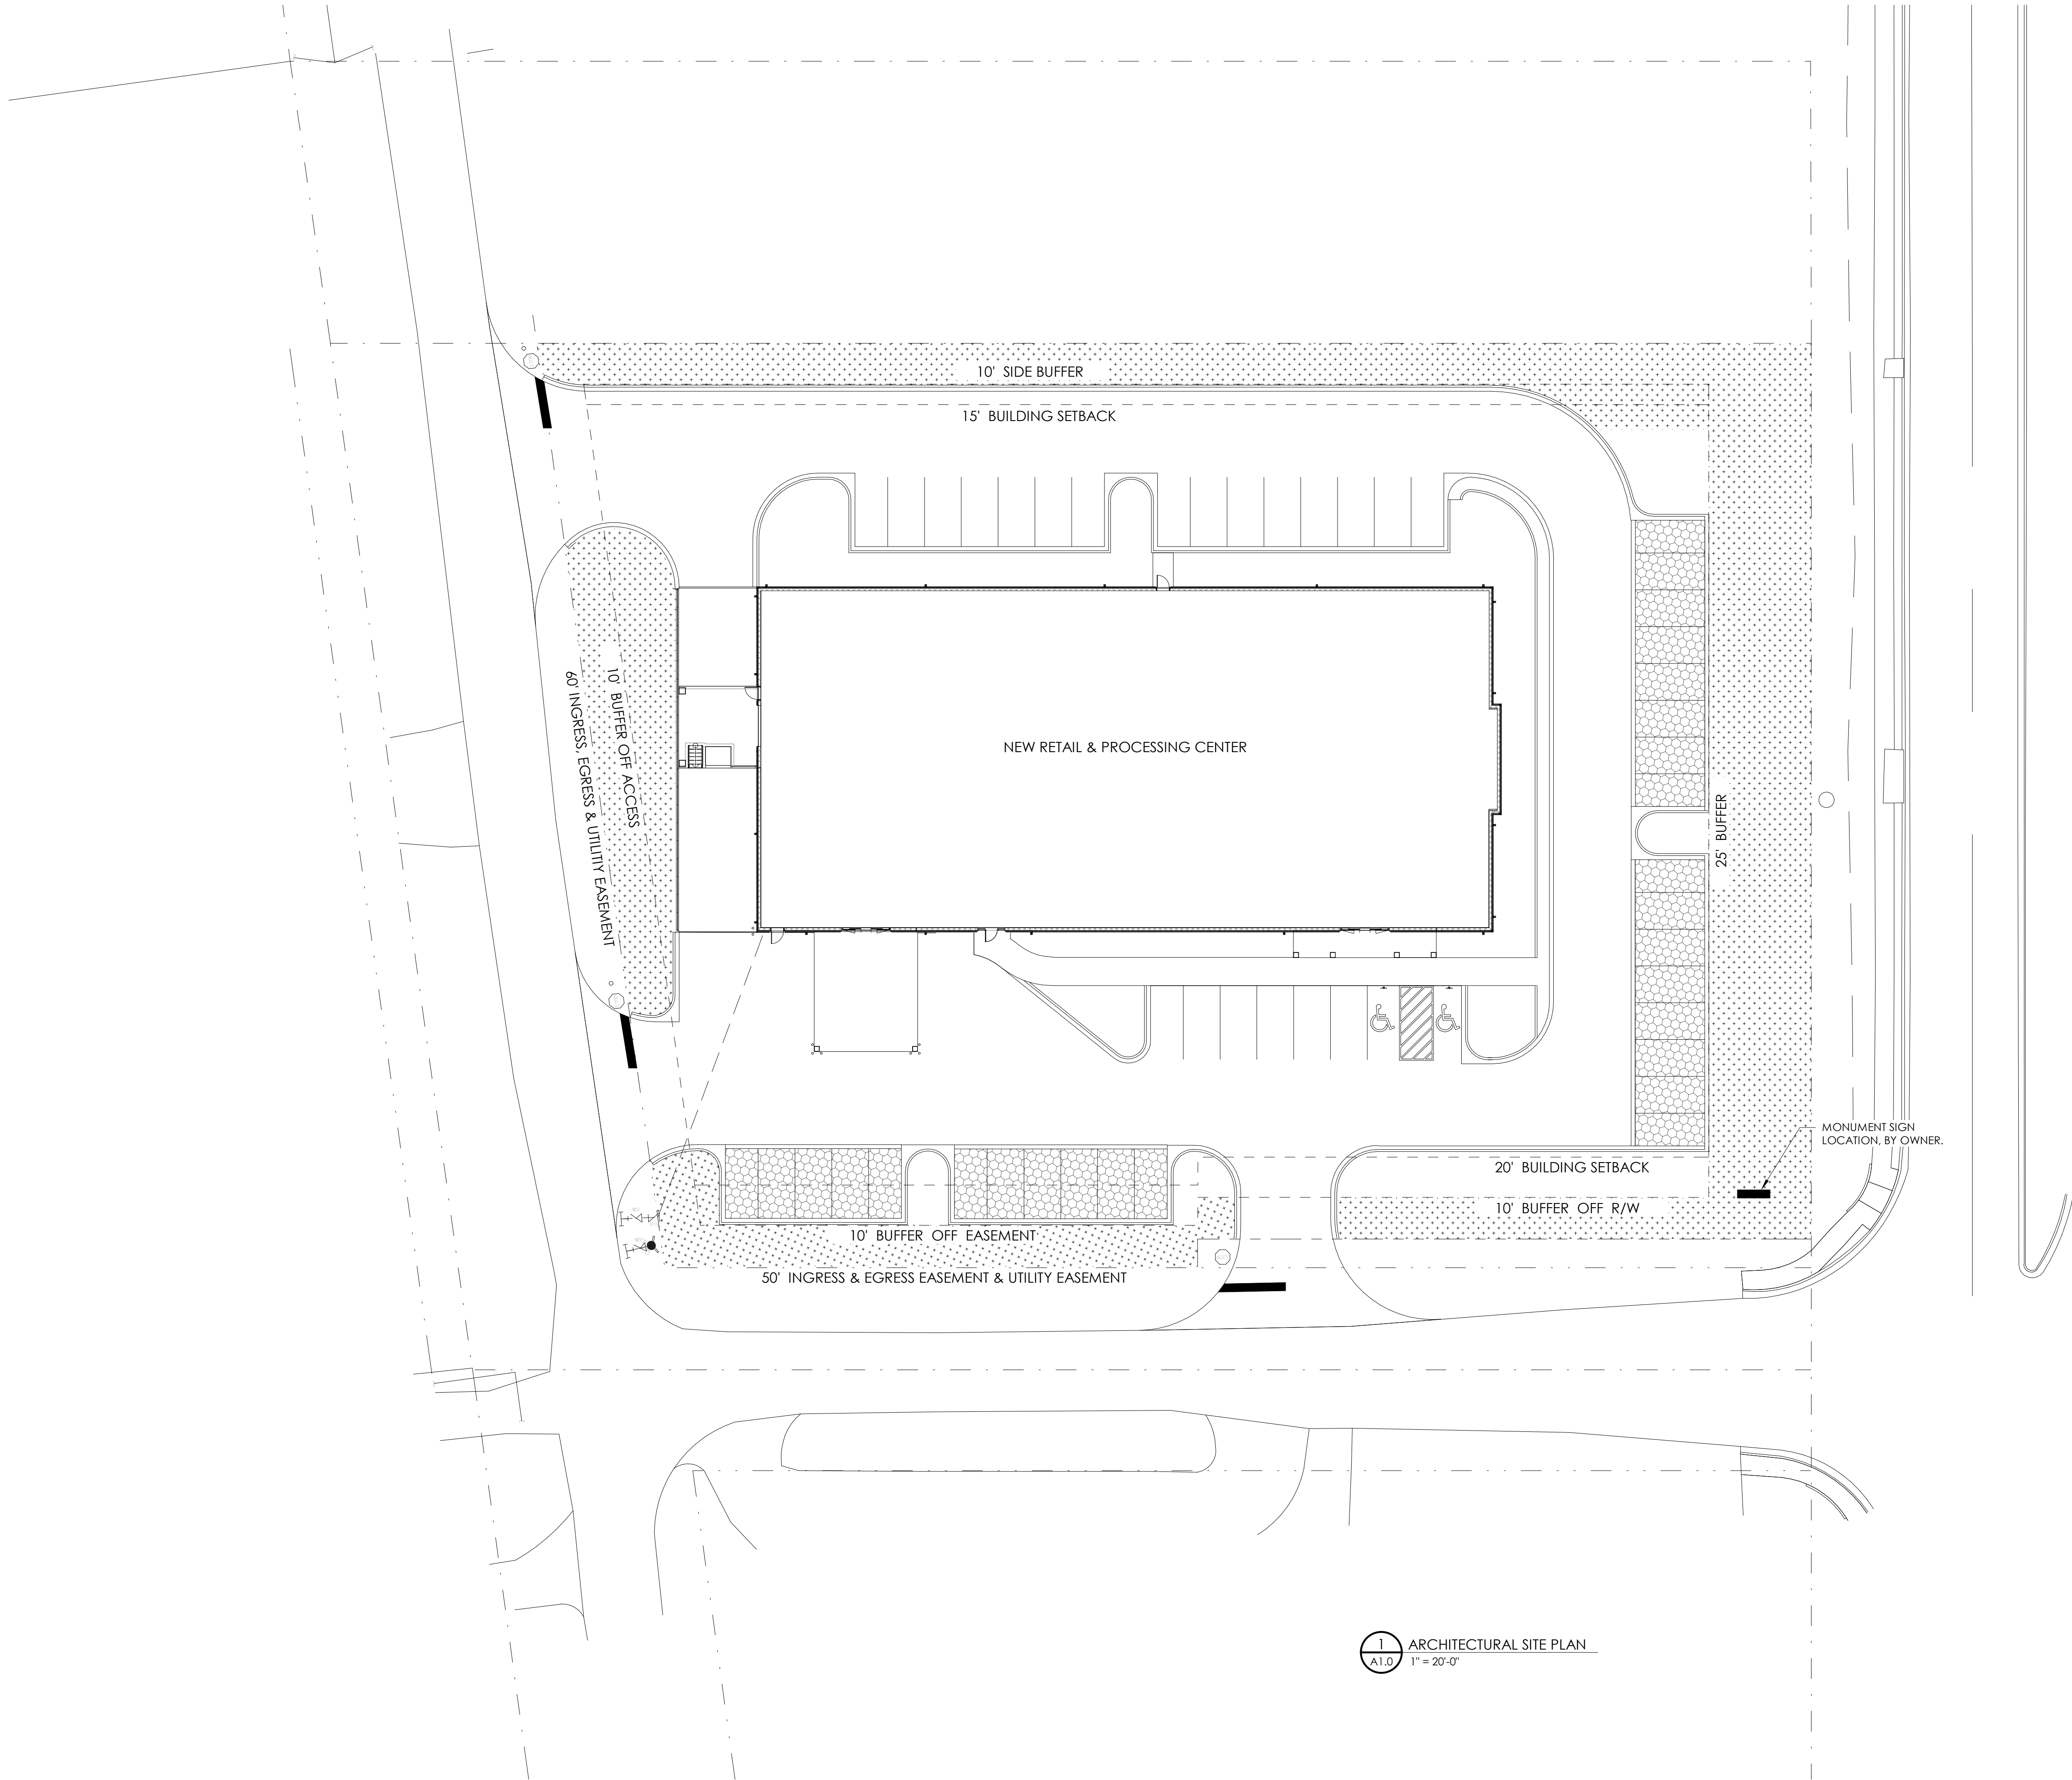 10' SIDE BUFFER
15' BUILDING SETBACK
10' BUFFER OFF ACCESS
60' INGRESS, EGRESS & UTILITIY EASEMENT
NEW RETAIL & PROCESSING CENTER
25' BUFFER
MONUMENT SIGN
LOCATION, BY OWNER.
20' BUILDING SETBACK
10' BUFFER OFF R/W
10' BUFFER OFF EASEMENT
50' INGRESS & EGRESS EASEMENT & UTILITY EASEMENT
1
A1.0
ARCHITECTURAL SITE PLAN
1" = 20'-0"